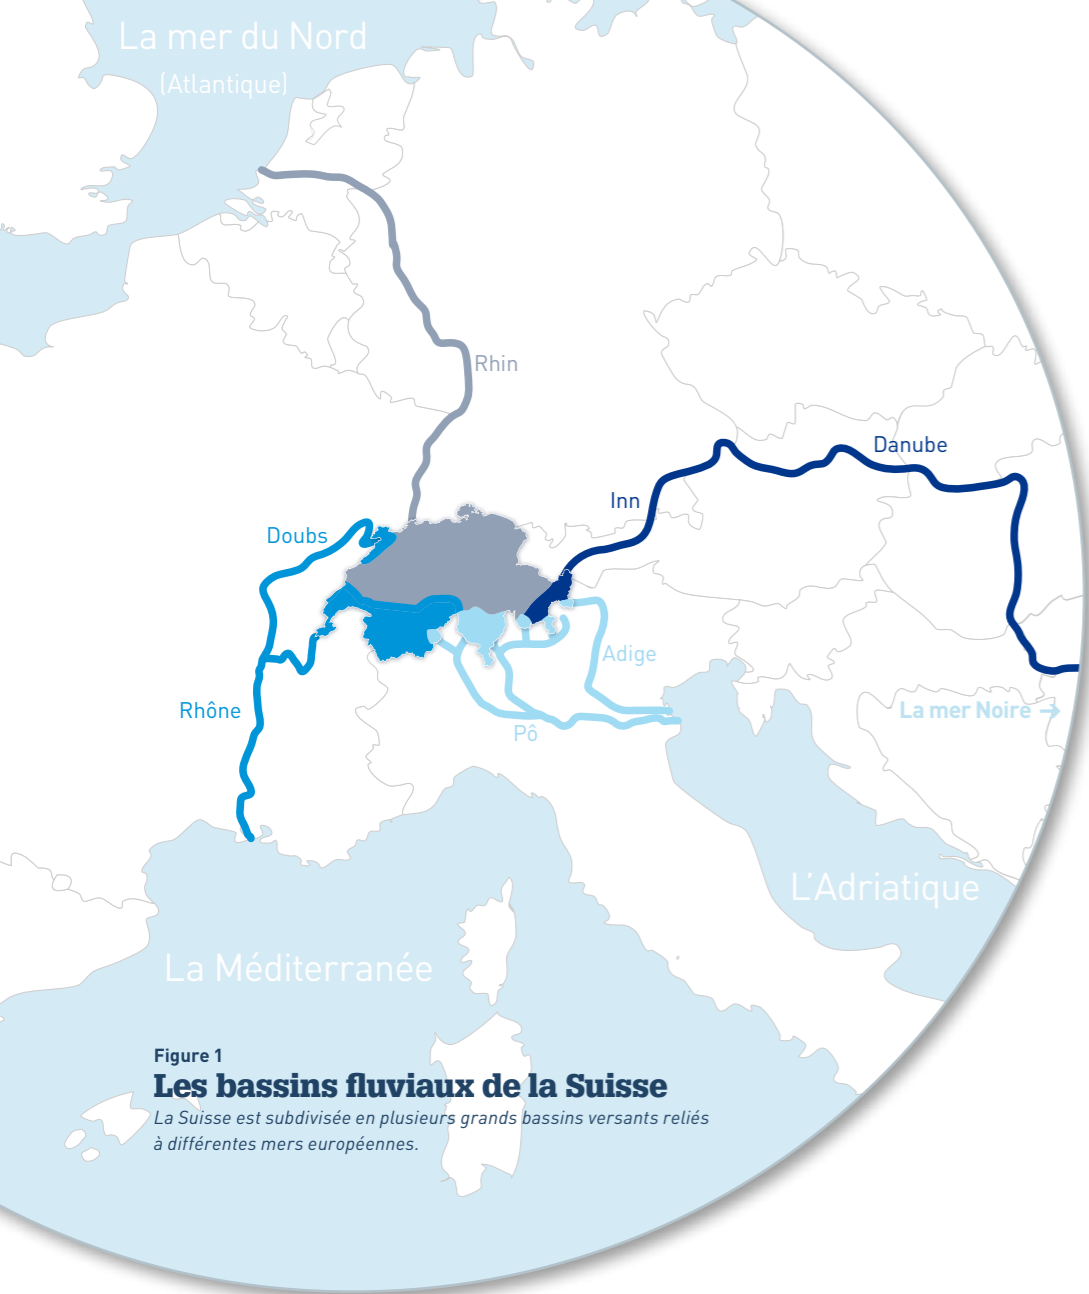 La mer du Nord
(Atlantique)
Rhin
Danube
Inn
Doubs
Adige
Rhône
La mer Noire →
Pô
L'Adriatique
La Méditerranée
Figure 1
Les bassins fluviaux de la Suisse
La Suisse est subdivisée en plusieurs grands bassins versants reliés
à différentes mers européennes.